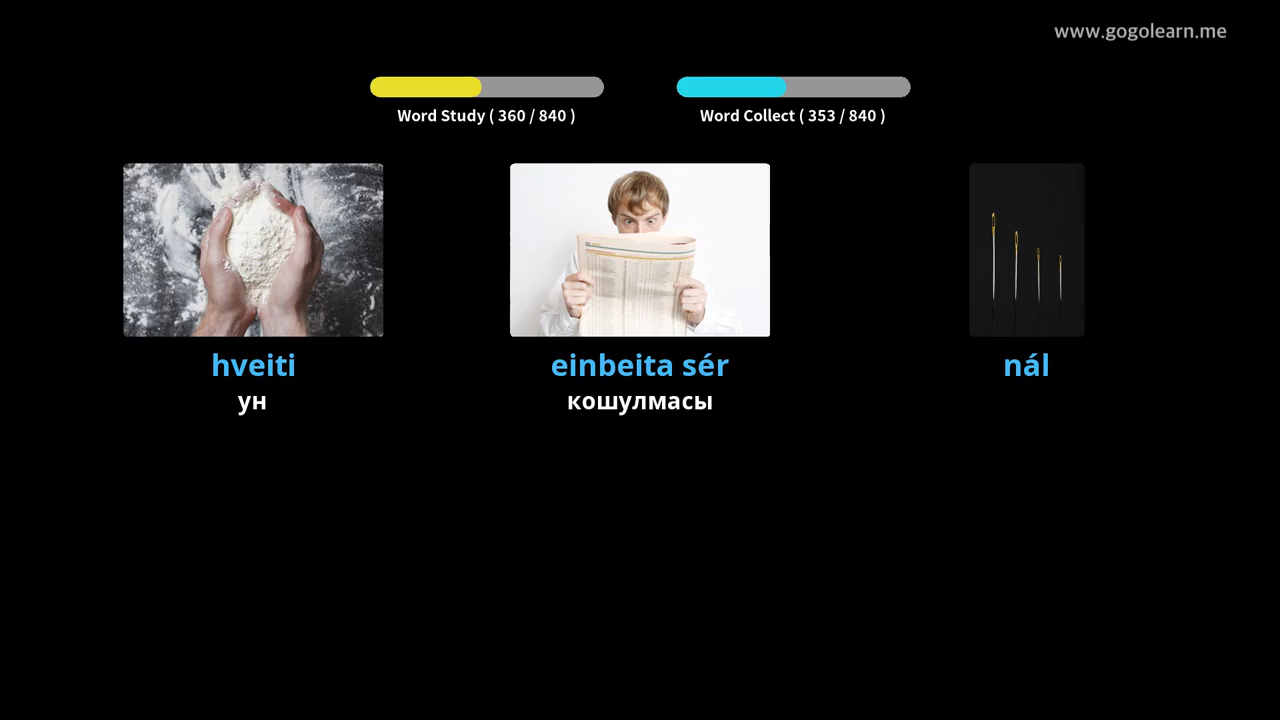 www.gogolearn.me
Word Study ( 360 / 840 )
Word Collect ( 353 / 840 )
hveiti
ун
einbeita sér
кошулмасы
nál